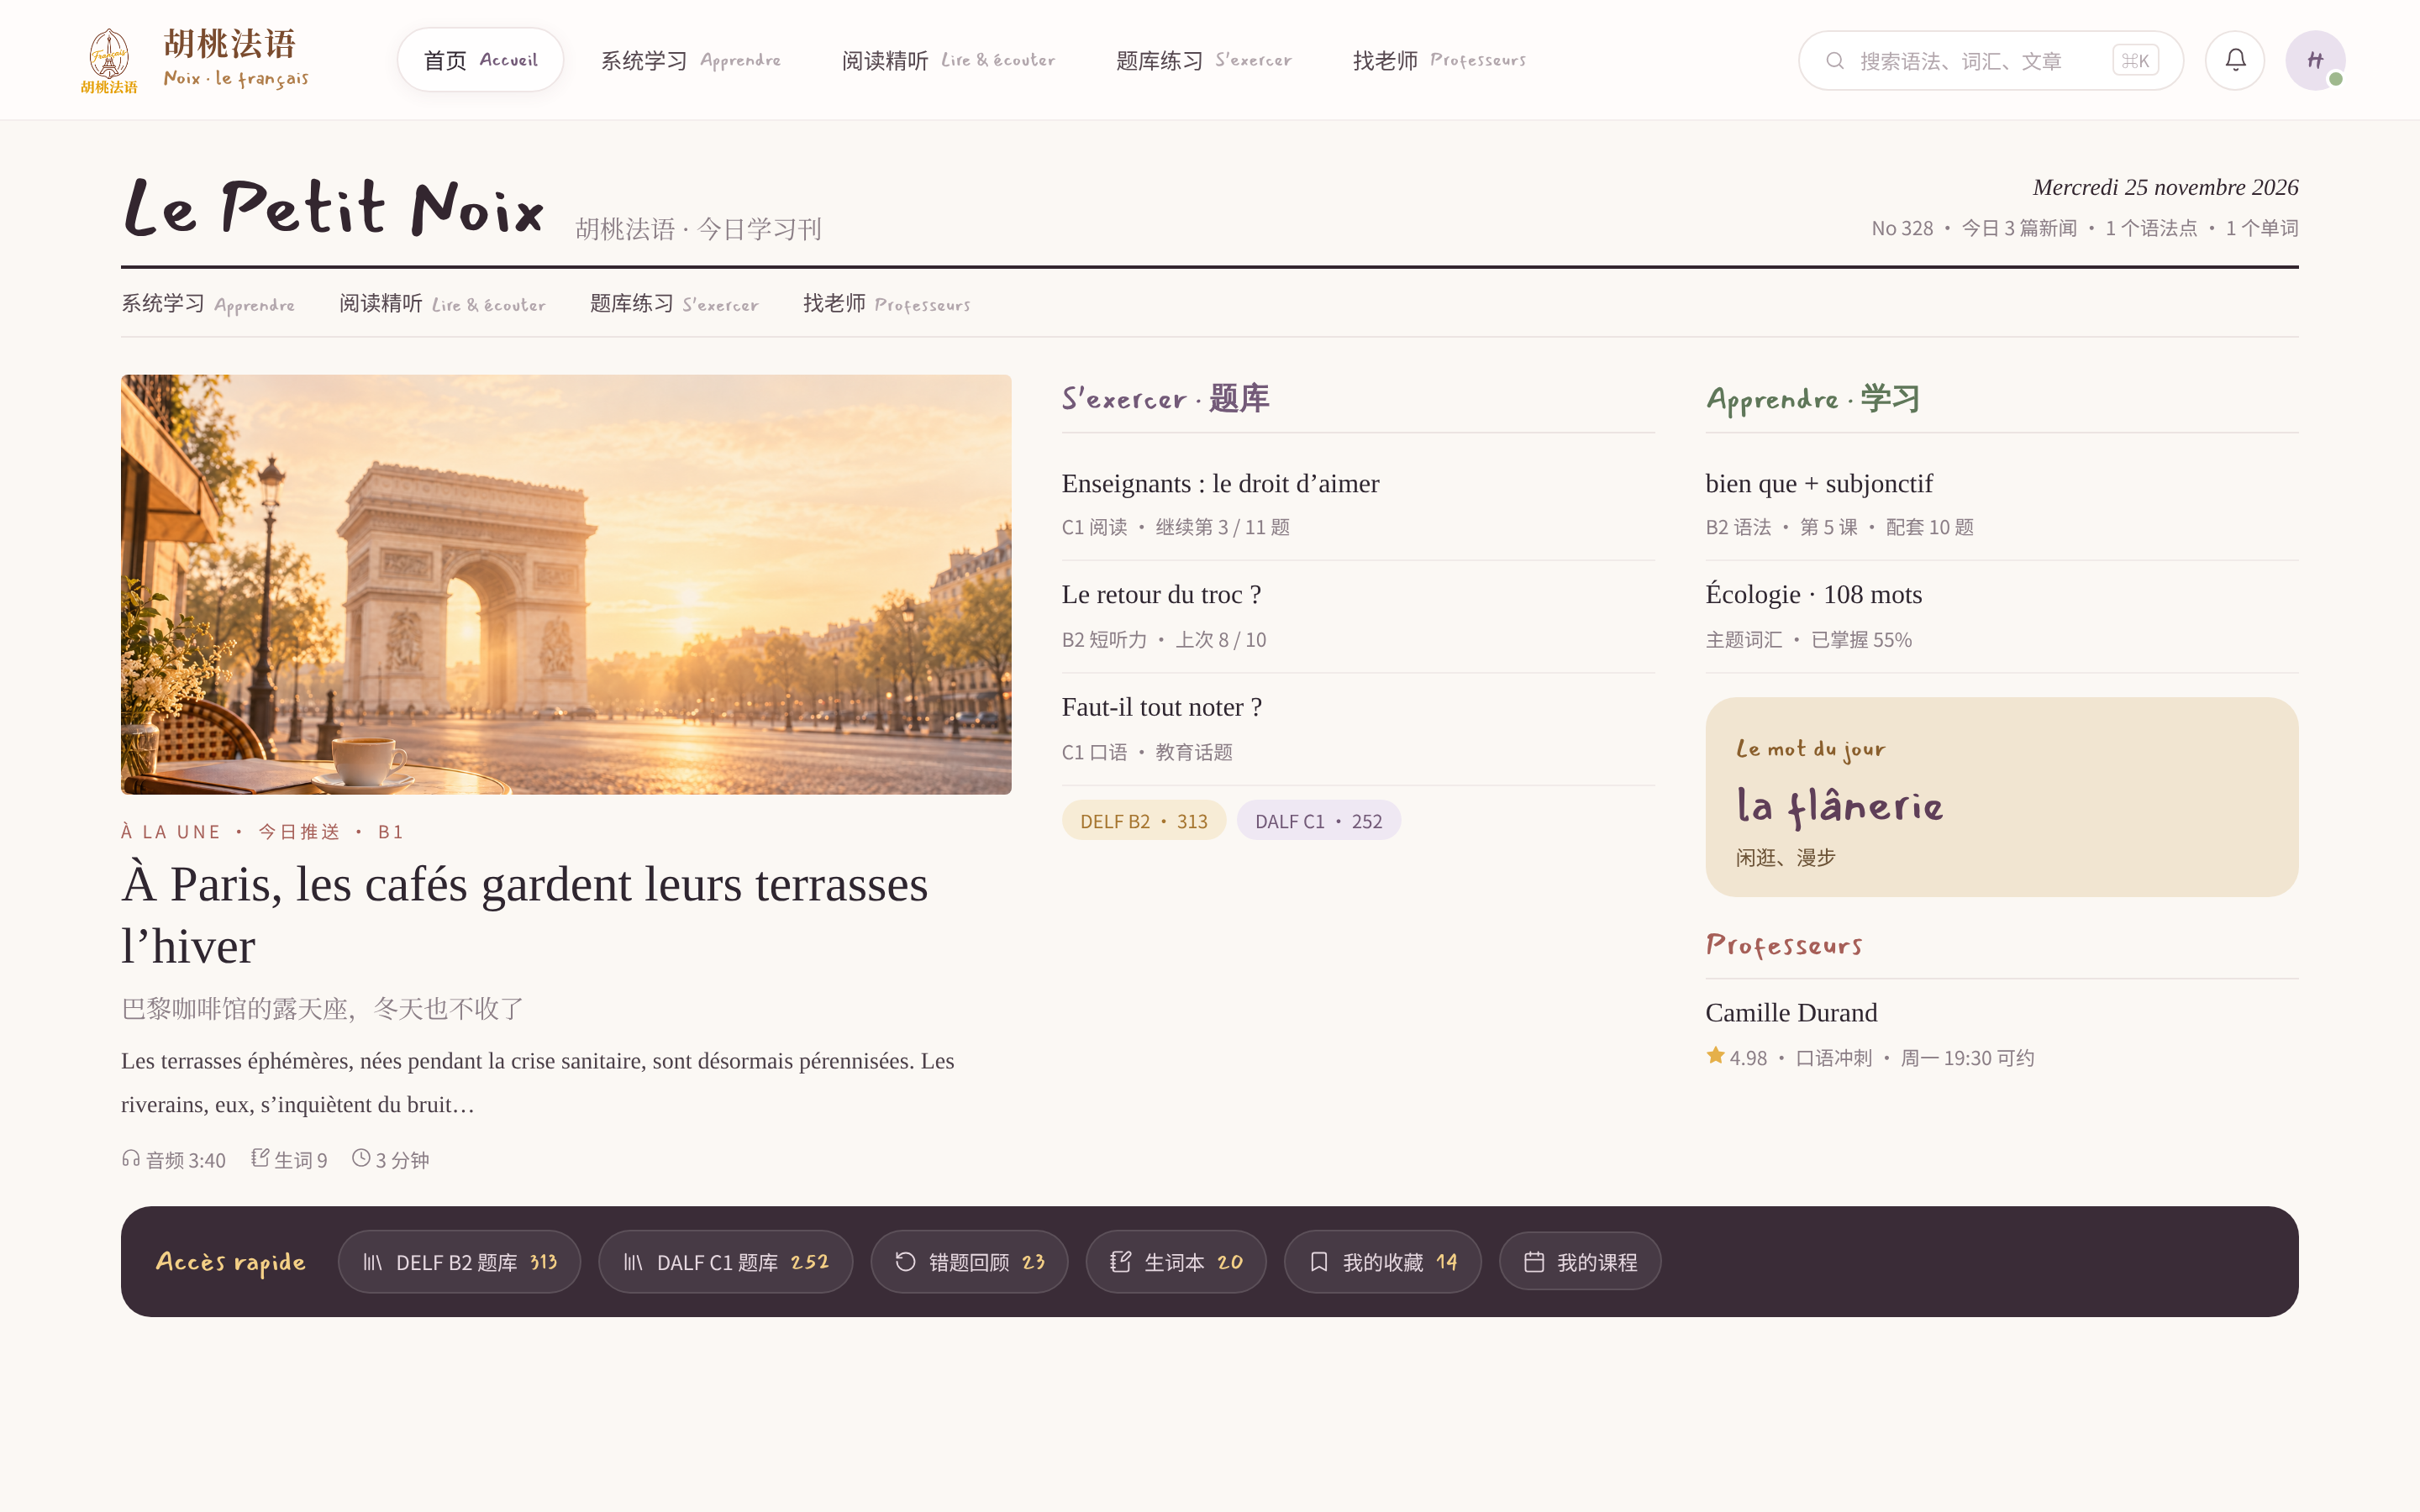 Français
胡桃法语
胡桃法语
Noix · le français
首页 Accueil
系统学习 Apprendre
阅读精听 Lire & écouter
题库练习 S'exercer
找老师 Professeurs
搜索语法、词汇、文章 ⌘K
H
Le Petit Noix 胡桃法语 · 今日学习刊
Mercredi 25 novembre 2026
No 328 · 今日 3 篇新闻 · 1 个语法点 · 1 个单词
系统学习 Apprendre
阅读精听 Lire & écouter
题库练习 S'exercer
找老师 Professeurs
À LA UNE · 今日推送 · B1
À Paris, les cafés gardent leurs terrasses
l’hiver
巴黎咖啡馆的露天座，冬天也不收了
Les terrasses éphémères, nées pendant la crise sanitaire, sont désormais pérennisées. Les
riverains, eux, s’inquiètent du bruit…
音频 3:40 生词 9 3 分钟
S'exercer · 题库
Enseignants : le droit d’aimer
C1 阅读 · 继续第 3 / 11 题
Le retour du troc ?
B2 短听力 · 上次 8 / 10
Faut-il tout noter ?
C1 口语 · 教育话题
DELF B2 · 313
DALF C1 · 252
Apprendre · 学习
bien que + subjonctif
B2 语法 · 第 5 课 · 配套 10 题
Écologie · 108 mots
主题词汇 · 已掌握 55%
Le mot du jour
la flânerie
闲逛、漫步
Professeurs
Camille Durand
4.98 · 口语冲刺 · 周一 19:30 可约
Accès rapide
DELF B2 题库 313
DALF C1 题库 252
错题回顾 23
生词本 20
我的收藏 14
我的课程